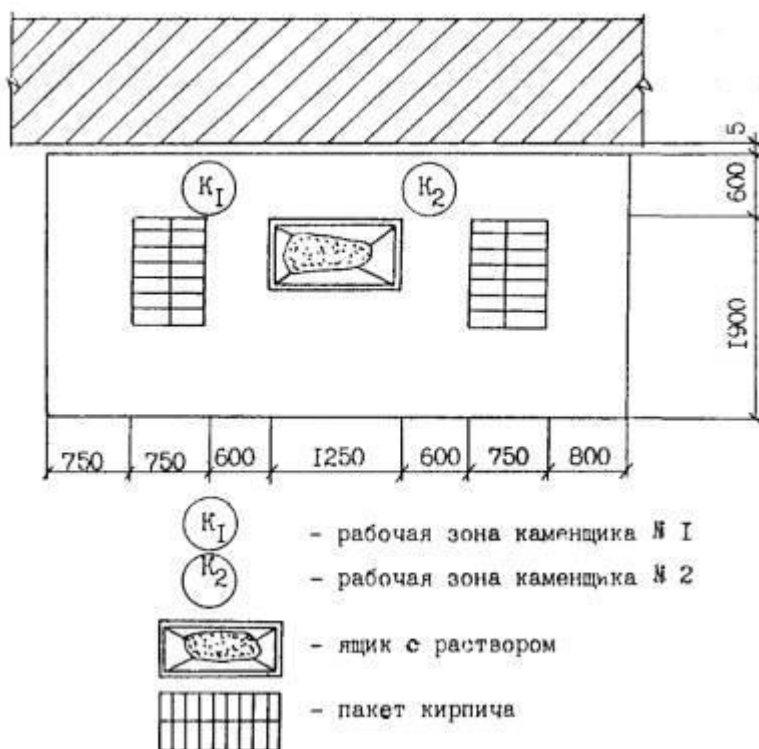 K1
K2
5
600
1900
750 750 600 1250 600 750 800
K1 - рабочая зона каменщика № 1
K2 - рабочая зона каменщика № 2
- ящик с раствором
- пакет кирпича